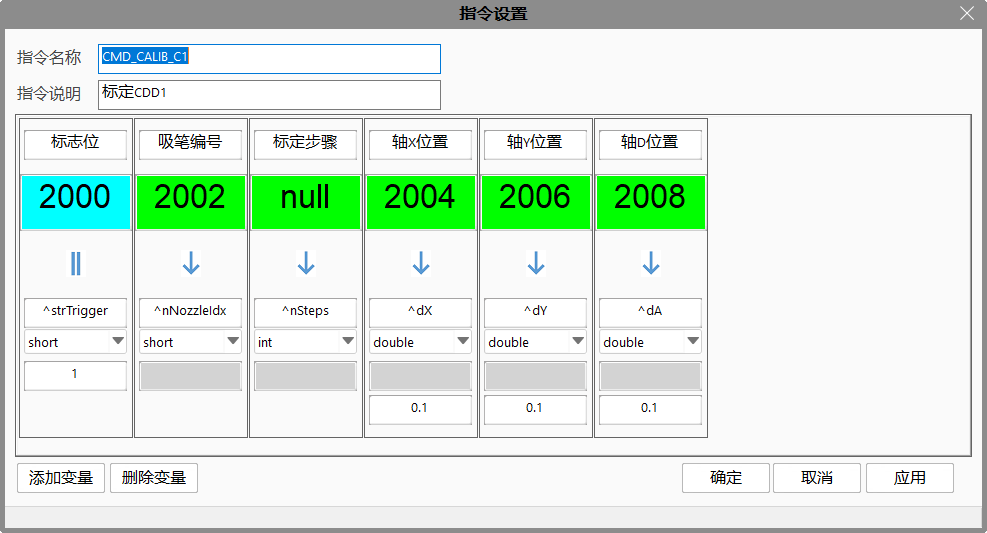 指令设置
指令名称 CMD_CALIB_C1
指令说明 标定CDD1
标志位 吸笔编号 标定步骤 轴X位置 轴Y位置 轴D位置
2000 2002 null 2004 2006 2008
^strTrigger ^nNozzleIdx ^nSteps ^dX ^dY ^dA
short short int double double double
1
0.1 0.1 0.1
添加变量 删除变量 确定 取消 应用